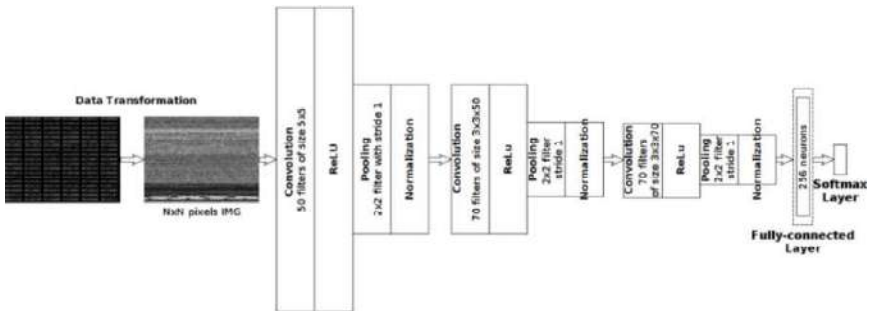 Data Transformation
NxN pixels IMG
Convolution
50 filters of size 5x5
ReLU
Pooling
2x2 filter with stride 1
Normalization
Convolution
70 filters of size 3x3x50
ReLu
Pooling
2x2 filter
stride 1
Normalization
Convolution
70 filters
of size 3x3x70
ReLu
Pooling
2x2 filter
stride 1
Normalization
256 neurons
Fully-connected
Layer
Softmax
Layer